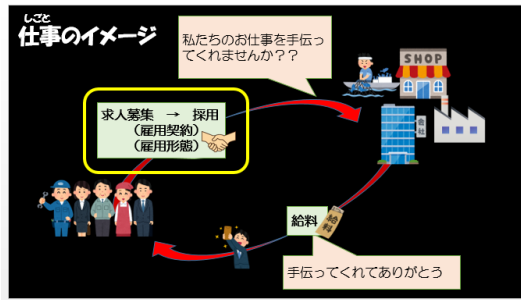 しごと
仕事のイメージ
私たちのお仕事を手伝っ
てくれませんか？？
SHOP
求人募集　→　採用
（雇用契約）
（雇用形態）
会社
給料
給料
手伝ってくれてありがとう